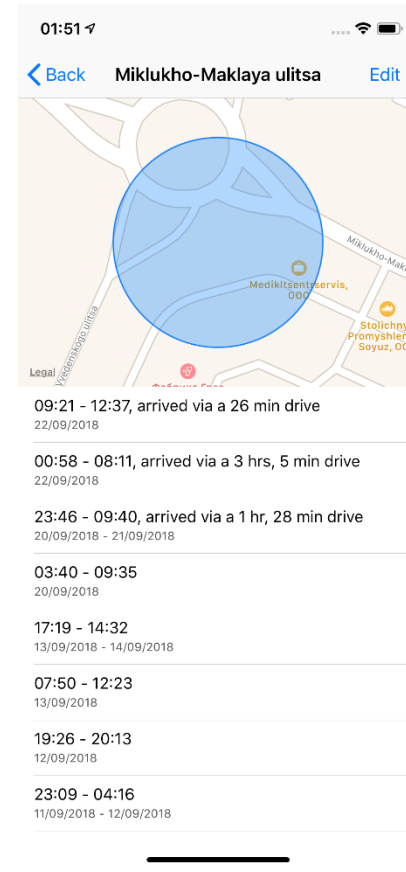 01:51
Back
Miklukho-Maklaya ulitsa
Edit
Miklukho-Mak
Medikltsentrservis,
OOO
Stolichny
Promyshlen
Soyuz, OO
Vvedenskogo ulitsa
Legal
09:21 - 12:37, arrived via a 26 min drive
22/09/2018
00:58 - 08:11, arrived via a 3 hrs, 5 min drive
22/09/2018
23:46 - 09:40, arrived via a 1 hr, 28 min drive
20/09/2018 - 21/09/2018
03:40 - 09:35
20/09/2018
17:19 - 14:32
13/09/2018 - 14/09/2018
07:50 - 12:23
13/09/2018
19:26 - 20:13
12/09/2018
23:09 - 04:16
11/09/2018 - 12/09/2018